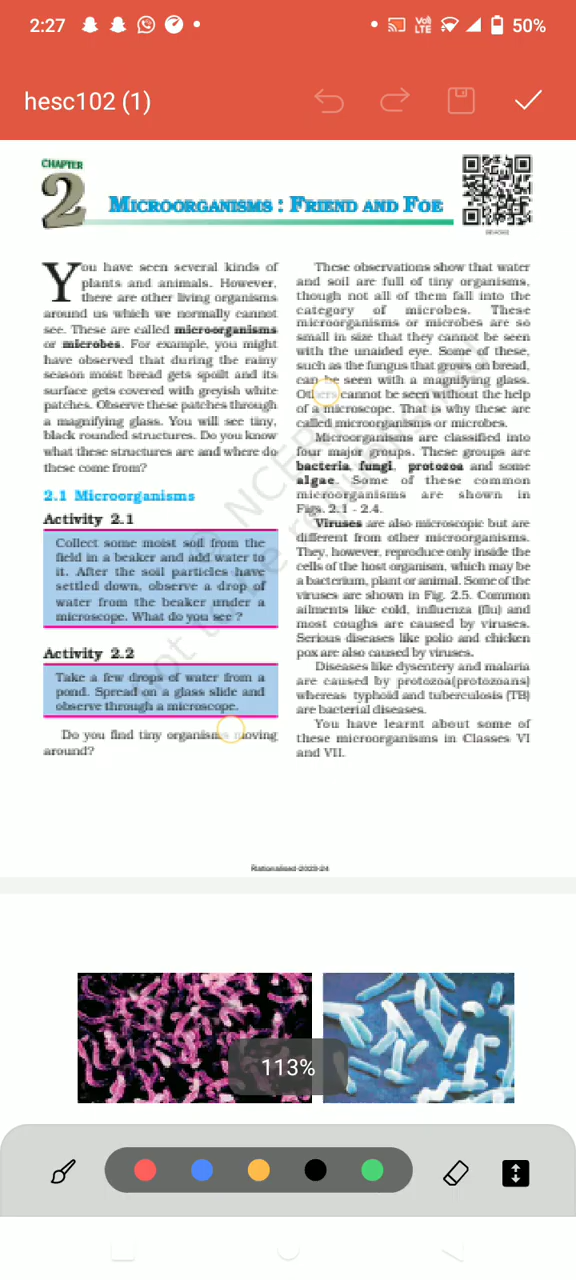 2:27
Vo)
LTE
50%
hesc102 (1)
CHAPTER
2
MICROORGANISMS : FRIEND AND FOE
You have seen several kinds of
plants and animals. However,
there are other living organisms
around us which we normally cannot
see. These are called microorganisms
or microbes. For example, you might
have observed that during the rainy
season moist bread gets spoilt and its
surface gets covered with greyish white
patches. Observe these patches through
a magnifying glass. You will see tiny,
black rounded structures. Do you know
what these structures are and where do
these come from?
2.1 Microorganisms
Activity 2.1
Collect some moist soil from the
field in a beaker and add water to
it. After the soil particles have
settled down, observe a drop of
water from the beaker under a
microscope. What do you see ?
Activity 2.2
Take a few drops of water from a
pond. Spread on a glass slide and
observe through a microscope.
Do you find tiny organisms moving
around?
These observations show that water
and soil are full of tiny organisms,
though not all of them fall into the
category of microbes. These
microorganisms or microbes are so
small in size that they cannot be seen
with the unaided eye. Some of these,
such as the fungus that grows on bread,
can be seen with a magnifying glass.
Others cannot be seen without the help
of a microscope. That is why these are
called microorganisms or microbes.
Microorganisms are classified into
four major groups. These groups are
bacteria, fungi, protozoa and some
algae. Some of these common
microorganisms are shown in
Figs. 2.1 - 2.4.
Viruses are also microscopic but are
different from other microorganisms.
They, however, reproduce only inside the
cells of the host organism, which may be
a bacterium, plant or animal. Some of the
viruses are shown in Fig. 2.5. Common
ailments like cold, influenza (flu) and
most coughs are caused by viruses.
Serious diseases like polio and chicken
pox are also caused by viruses.
Diseases like dysentery and malaria
are caused by protozoa(protozoans)
whereas typhoid and tuberculosis (TB)
are bacterial diseases.
You have learnt about some of
these microorganisms in Classes VI
and VII.
Rationalised-2023-24
113%